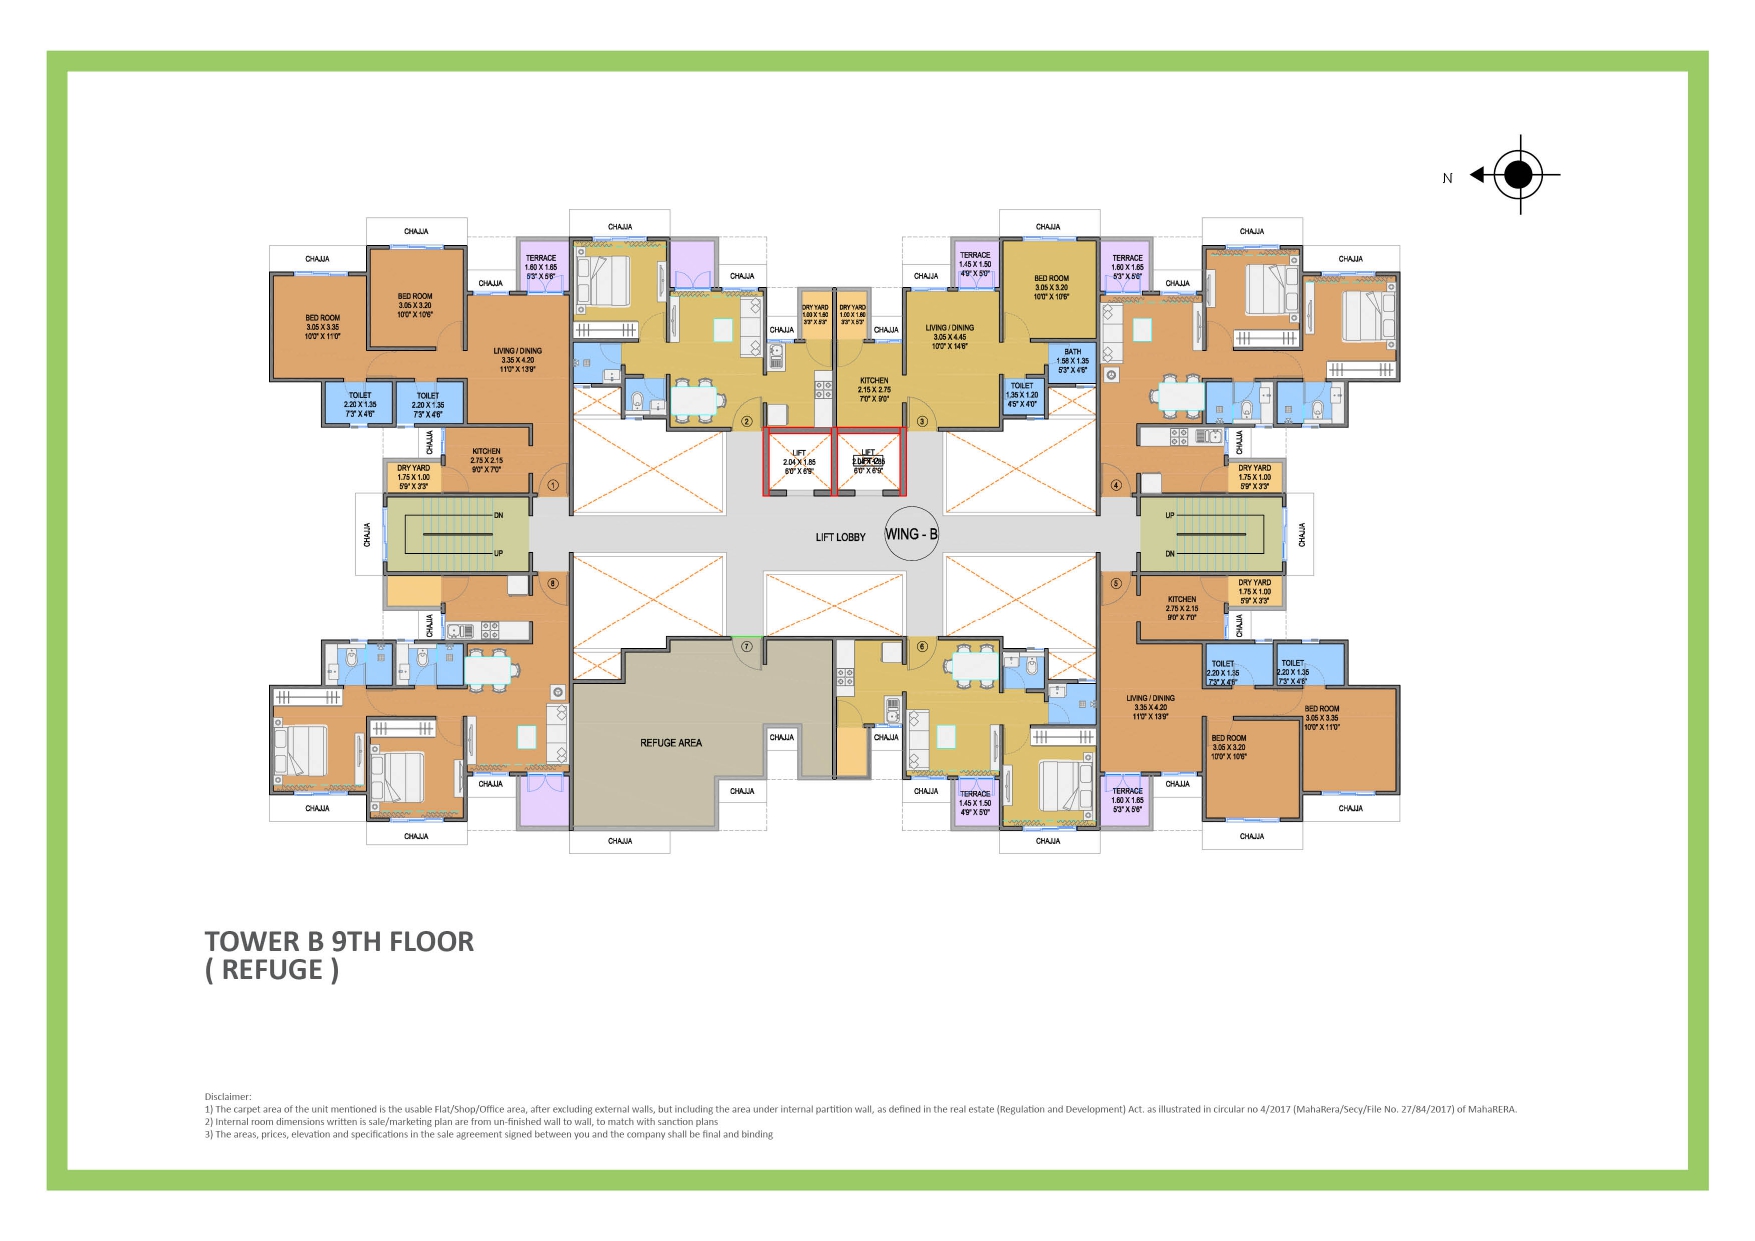 N
CHAJJA
CHAJJA
CHAJJA
CHAJJA
CHAJJA
CHAJJA
TERRACE
1.60 X 1.65
5'3" X 5'6"
TERRACE
1.45 X 1.50
4'9" X 5'0"
TERRACE
1.60 X 1.65
5'3" X 5'6"
CHAJJA
CHAJJA
CHAJJA
CHAJJA
BED ROOM
3.05 X 3.35
10'0" X 11'0"
BED ROOM
3.05 X 3.20
10'0" X 10'6"
LIVING / DINING
3.35 X 4.20
11'0" X 13'9"
DRY YARD
1.00 X 1.60
3'3" X 5'3"
DRY YARD
1.00 X 1.60
3'3" X 5'3"
CHAJJA
CHAJJA
LIVING / DINING
3.05 X 4.45
10'0" X 14'6"
BED ROOM
3.05 X 3.20
10'0" X 10'6"
BATH
1.58 X 1.35
5'3" X 4'6"
TOILET
1.35 X 1.20
4'5" X 4'0"
KITCHEN
2.15 X 2.75
7'0" X 9'0"
TOILET
2.20 X 1.35
7'3" X 4'6"
TOILET
2.20 X 1.35
7'3" X 4'6"
2
3
CHAJJA
KITCHEN
2.75 X 2.15
9'0" X 7'0"
DRY YARD
1.75 X 1.00
5'9" X 3'3"
1
LIFT
2.04 X 1.85
6'0" X 6'9"
LIFT
6'0" X 6'9"
4
CHAJJA
DRY YARD
1.75 X 1.00
5'9" X 3'3"
CHAJJA
DN
UP
LIFT LOBBY
WING - B
UP
DN
CHAJJA
8
5
CHAJJA
KITCHEN
2.75 X 2.15
9'0" X 7'0"
DRY YARD
1.75 X 1.00
5'9" X 3'3"
CHAJJA
7
6
TOILET
2.20 X 1.35
7'3" X 4'6"
TOILET
2.20 X 1.35
7'3" X 4'6"
REFUGE AREA
CHAJJA
CHAJJA
LIVING / DINING
3.35 X 4.20
11'0" X 13'9"
BED ROOM
3.05 X 3.20
10'0" X 10'6"
BED ROOM
3.05 X 3.35
10'0" X 11'0"
CHAJJA
CHAJJA
CHAJJA
CHAJJA
TERRACE
1.45 X 1.50
4'9" X 5'0"
TERRACE
1.60 X 1.65
5'3" X 5'6"
CHAJJA
CHAJJA
CHAJJA
CHAJJA
CHAJJA
CHAJJA
CHAJJA
TOWER B 9TH FLOOR
( REFUGE )
Disclaimer:
1) The carpet area of the unit mentioned is the usable Flat/Shop/Office area, after excluding external walls, but including the area under internal partition wall, as defined in the real estate (Regulation and Development) Act. as illustrated in circular no 4/2017 (MahaRera/Secy/File No. 27/84/2017) of MahaRERA.
2) Internal room dimensions written is sale/marketing plan are from un-finished wall to wall, to match with sanction plans
3) The areas, prices, elevation and specifications in the sale agreement signed between you and the company shall be final and binding